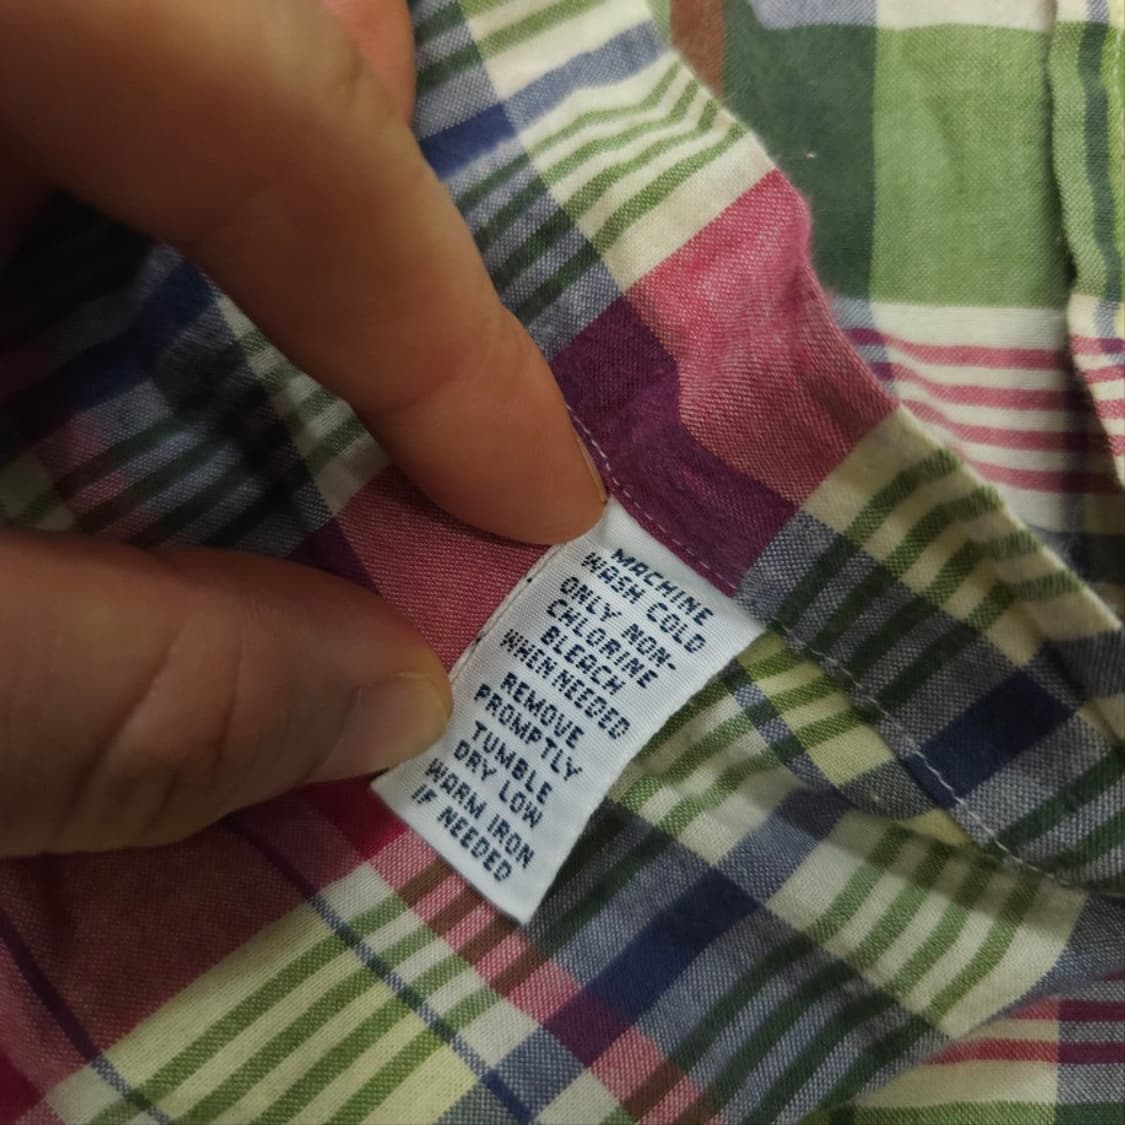 MACHINE
WASH COLD
ONLY NON-
CHLORINE
BLEACH
WHEN NEEDED
REMOVE
PROMPTLY
TUMBLE
DRY LOW
WARM IRON
IF NEEDED